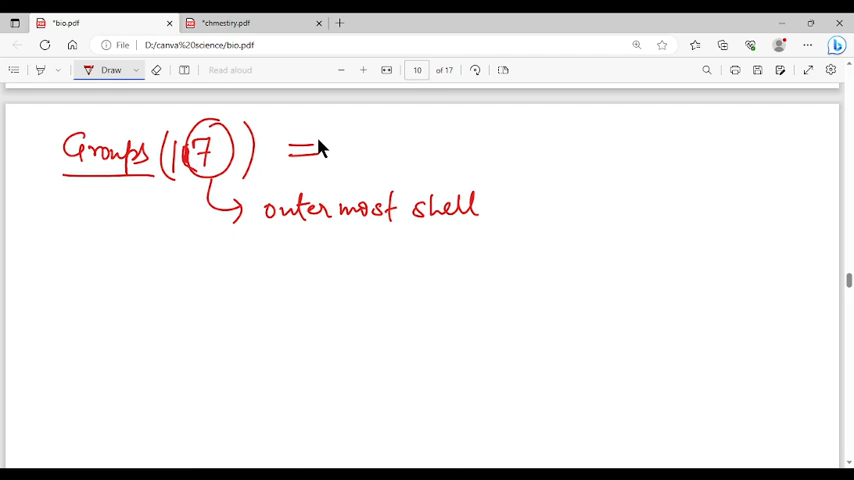 *bio.pdf
*chmestiry.pdf
File D:/canva%20science/bio.pdf
Draw Read aloud 10 of 17
Groups (17) =
outermost shell